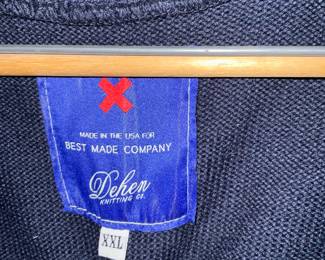 MADE IN THE USA FOR
BEST MADE COMPANY
Dehen
KNITTING CO.
XXL